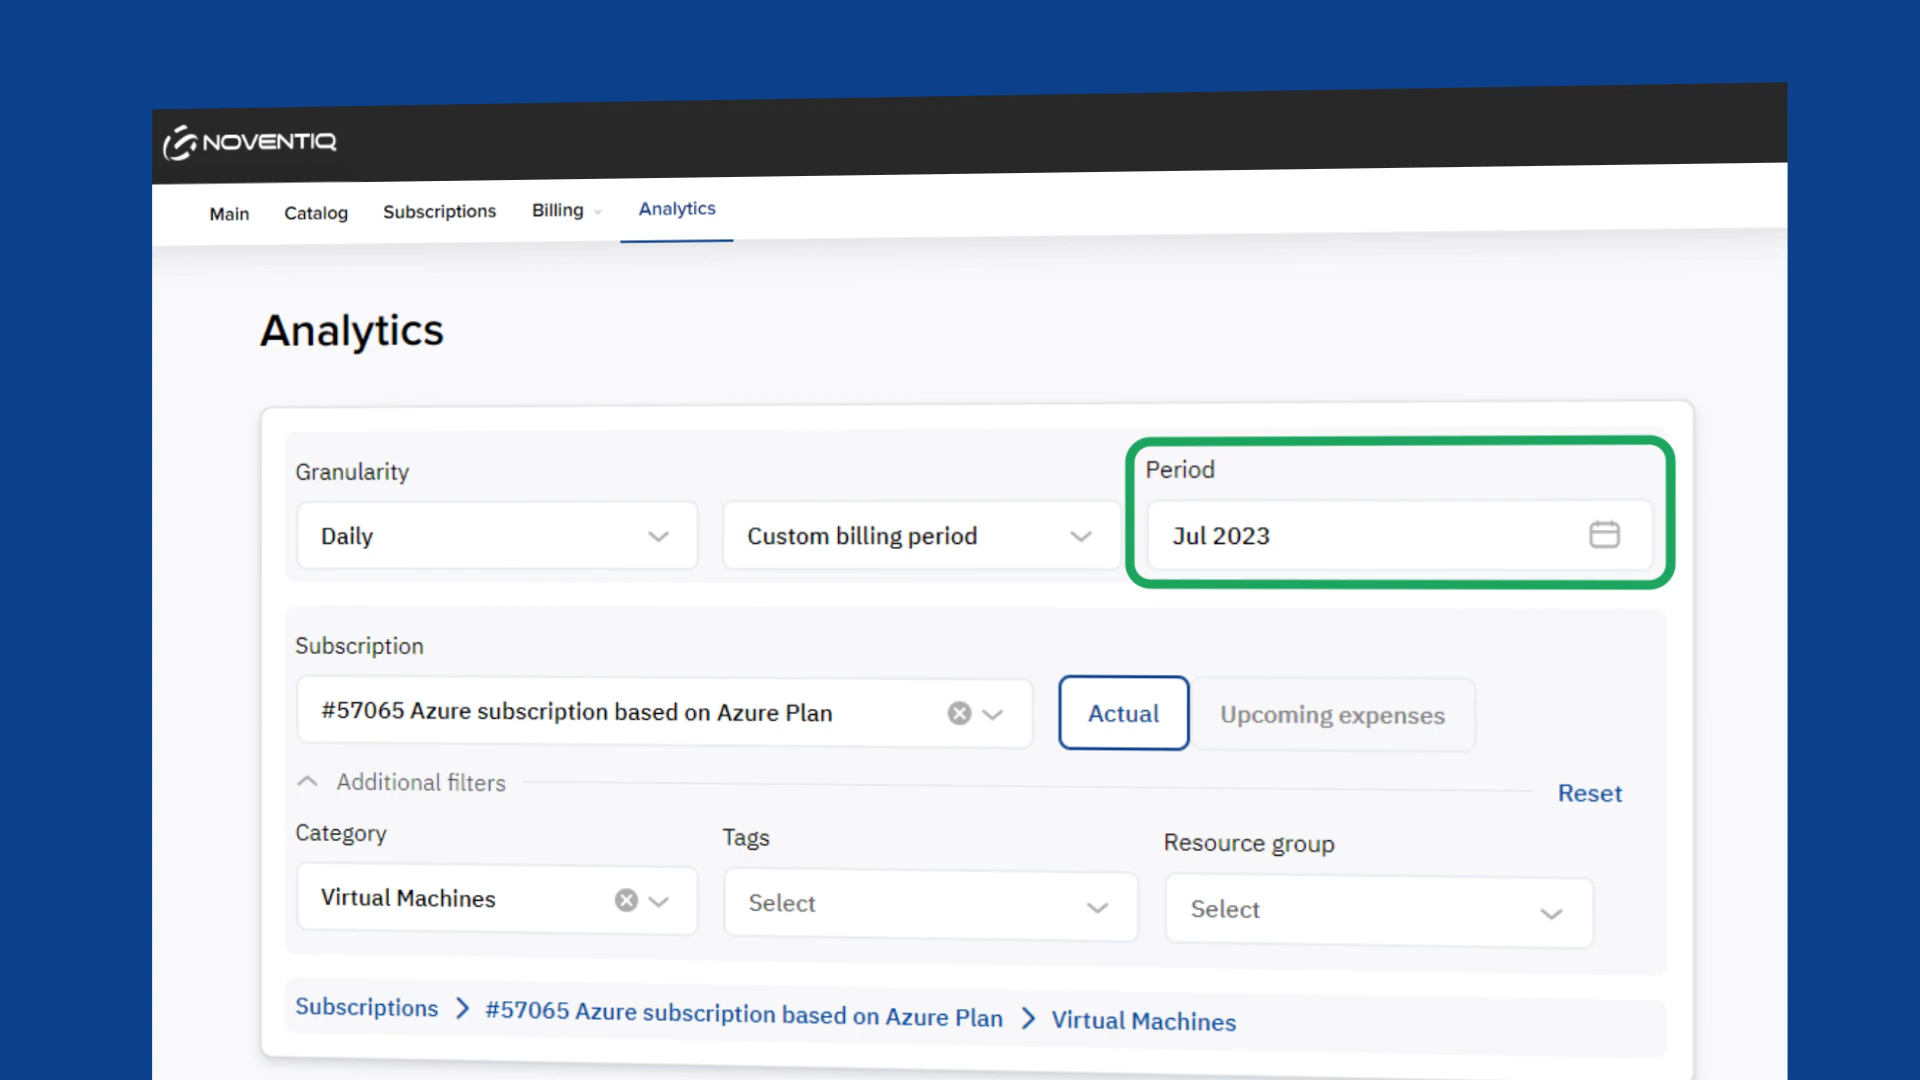 NOVENTIQ
Main Catalog Subscriptions Billing Analytics
Analytics
Granularity
Period
Daily
Custom billing period
Jul 2023
Subscription
#57065 Azure subscription based on Azure Plan
Actual
Upcoming expenses
Additional filters
Reset
Category
Tags
Resource group
Virtual Machines
Select
Select
Subscriptions > #57065 Azure subscription based on Azure Plan > Virtual Machines